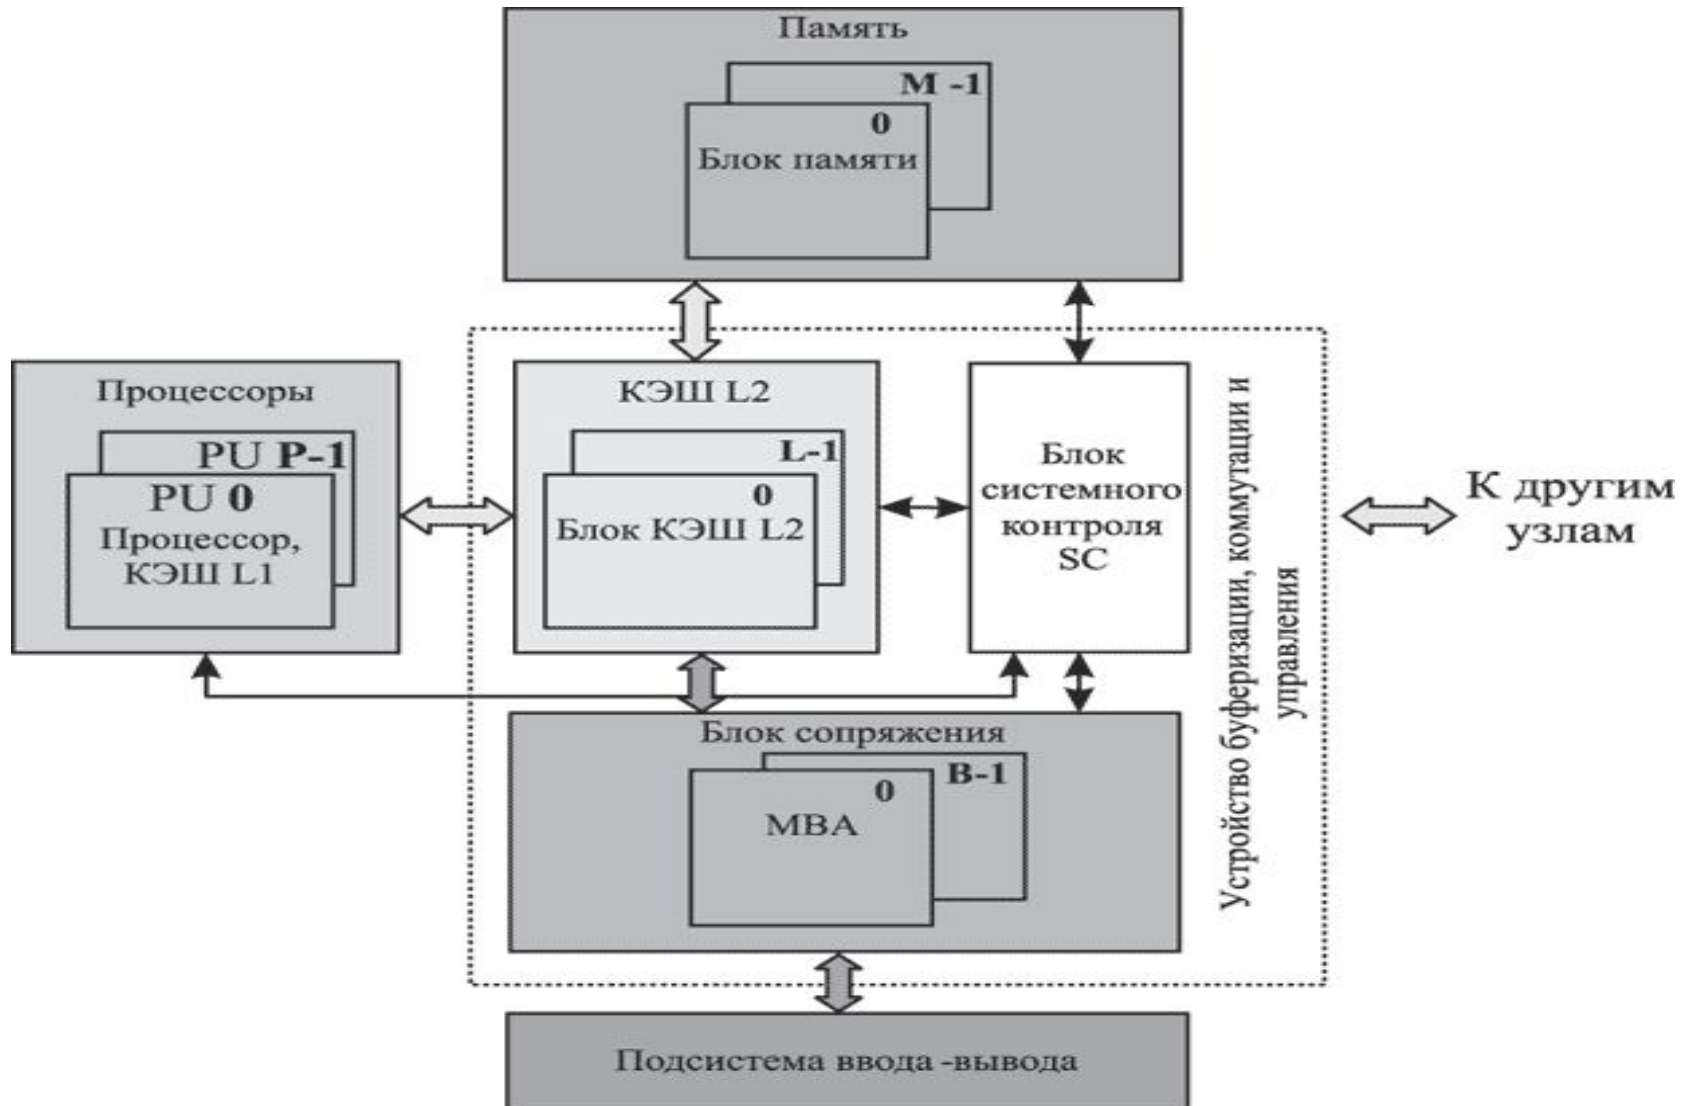 Память
M -1
0
Блок памяти
Процессоры
PU P-1
PU 0
Процессор,
КЭШ L1
КЭШ L2
L-1
0
Блок КЭШ L2
Блок
системного
контроля
SC
Устройство буферизации, коммутации и
управления
К другим
узлам
Блок сопряжения
B-1
0
MBA
Подсистема ввода -вывода